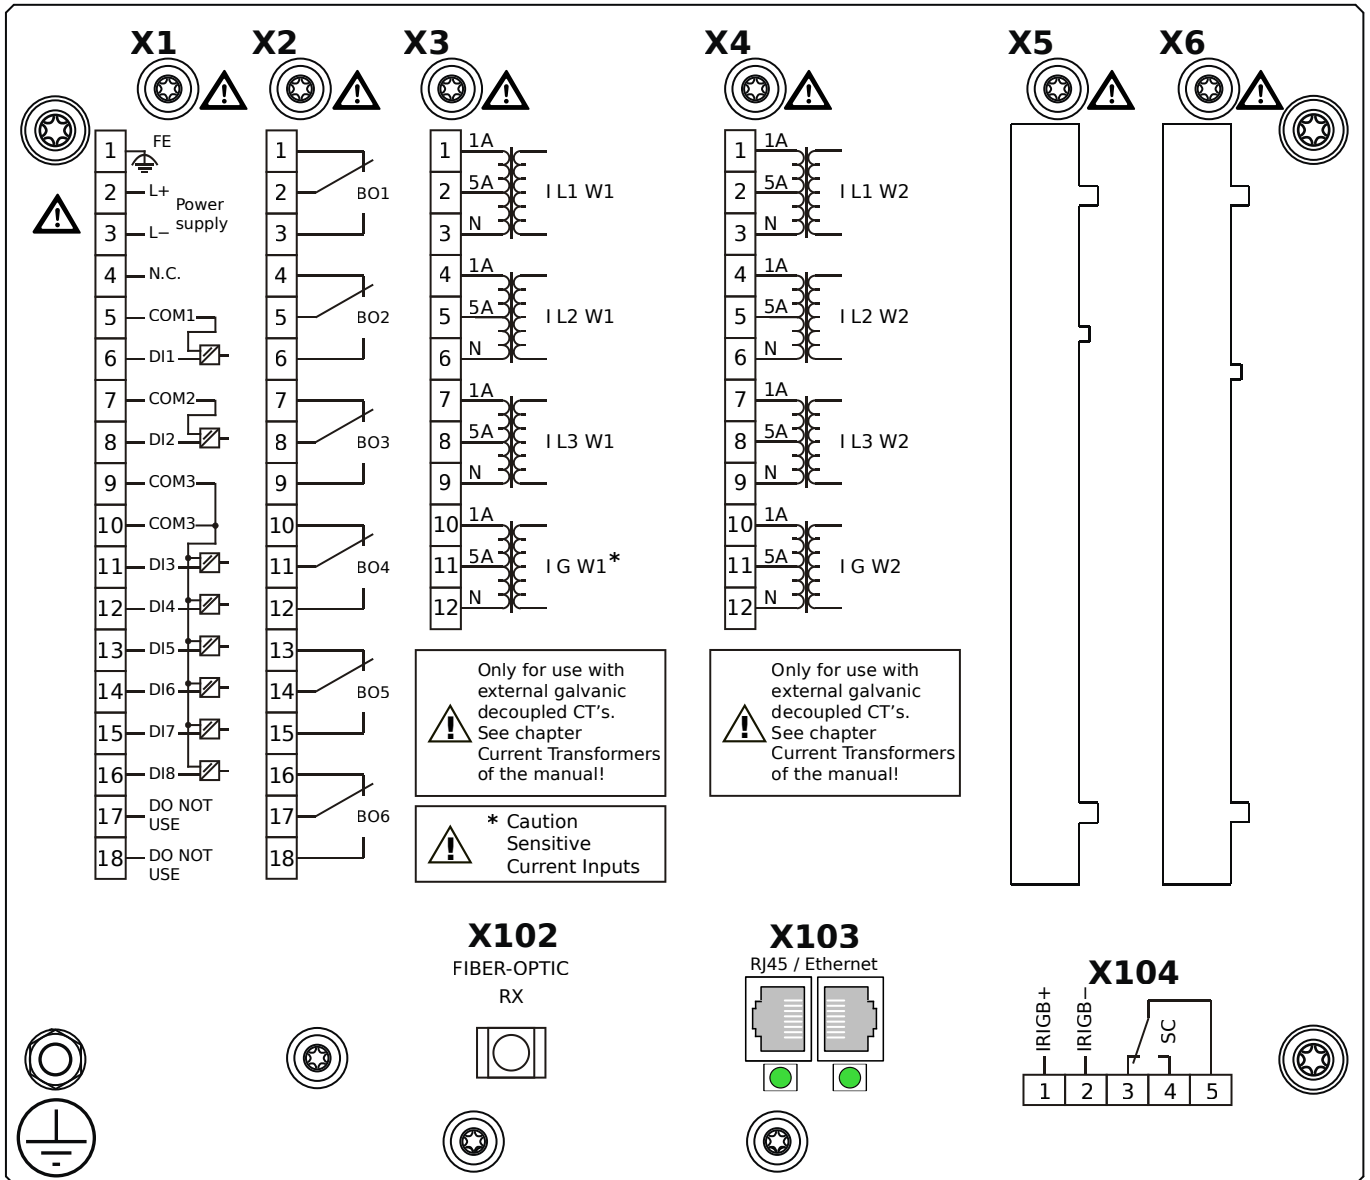 X1
X2
X3
X4
X5
X6
1 FE
2 L+
Power
supply
3 L−
4 N.C.
5 COM1
6 DI1
7 COM2
8 DI2
9 COM3
10 COM3
11 DI3
12 DI4
13 DI5
14 DI6
15 DI7
16 DI8
17 DO NOT
USE
18 DO NOT
USE
1
2 BO1
3
4
5 BO2
6
7
8 BO3
9
10
11 BO4
12
13
14 BO5
15
16
17 BO6
18
1 1A
2 5A I L1 W1
3 N
4 1A
5 5A I L2 W1
6 N
7 1A
8 5A I L3 W1
9 N
10 1A
11 5A I G W1*
12 N
Only for use with
external galvanic
decoupled CT's.
See chapter
Current Transformers
of the manual!
* Caution
Sensitive
Current Inputs
1 1A
2 5A I L1 W2
3 N
4 1A
5 5A I L2 W2
6 N
7 1A
8 5A I L3 W2
9 N
10 1A
11 5A I G W2
12 N
Only for use with
external galvanic
decoupled CT's.
See chapter
Current Transformers
of the manual!
X102
FIBER-OPTIC
RX
X103
RJ45 / Ethernet
X104
IRIGB+
IRIGB−
SC
1 2 3 4 5